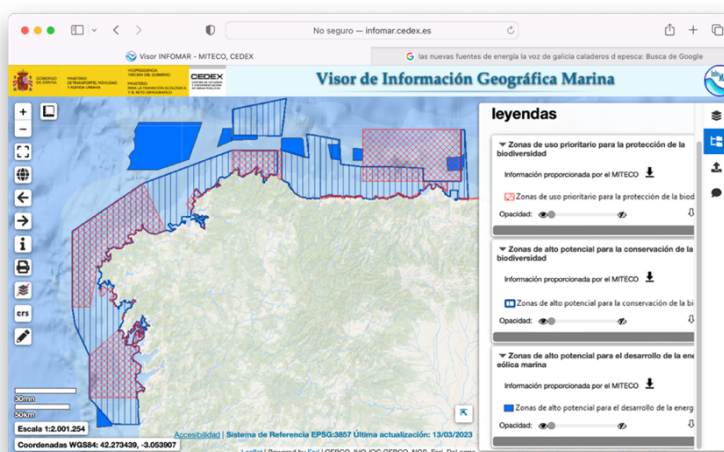 No seguro — infomar.cedex.es
Visor INFOMAR - MITECO, CEDEX
las nuevas fuentes de energía la voz de galicia caladeros d epesca: Busca de Google
GOBIERNO
DE ESPAÑA
CEDEX
Visor de Información Geográfica Marina
leyendas
Zonas de uso prioritario para la protección de la
biodiversidad
Información proporcionada por el MITECO
Zonas de uso prioritario para la protección de la biod
Opacidad:
Zonas de alto potencial para la conservación de la
biodiversidad
Información proporcionada por el MITECO
Zonas de alto potencial para la conservación de la bi
Opacidad:
Zonas de alto potencial para el desarrollo de la ene
eólica marina
Información proporcionada por el MITECO
Zonas de alto potencial para el desarrollo de la energ
Opacidad:
crs
30mn
50km
Escala 1:2.001.254
Coordenadas WGS84: 42.273439, -3.053907
Accesibilidad | Sistema de Referencia EPSG:3857 Última actualización: 13/03/2023